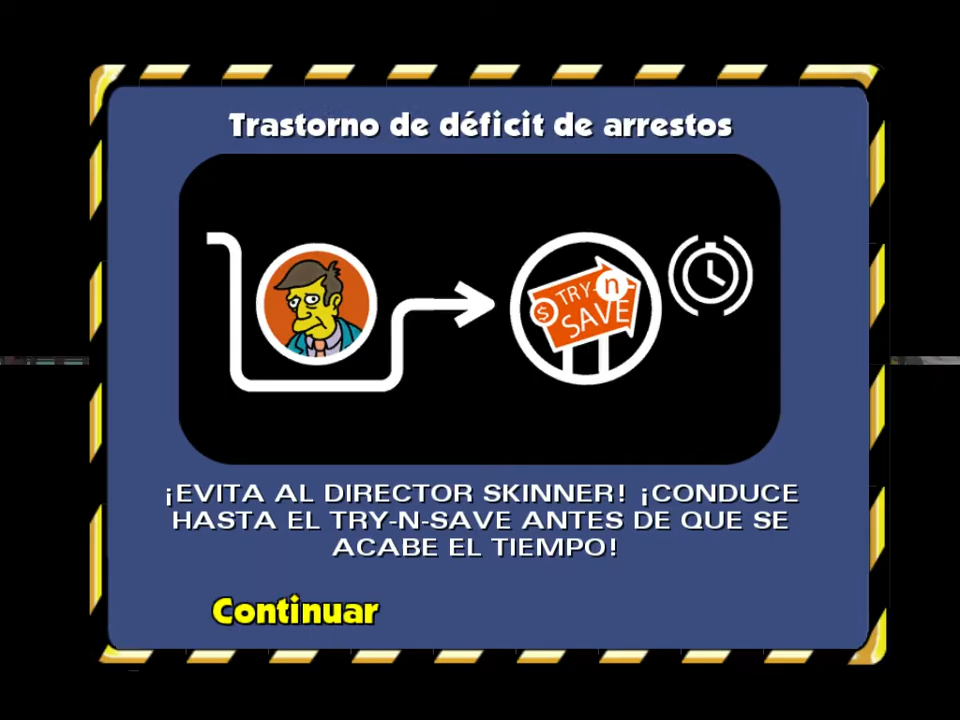 Trastorno de déficit de arrestos
TRY-n
$ SAVE
¡EVITA AL DIRECTOR SKINNER! ¡CONDUCE
HASTA EL TRY-N-SAVE ANTES DE QUE SE
ACABE EL TIEMPO!
Continuar